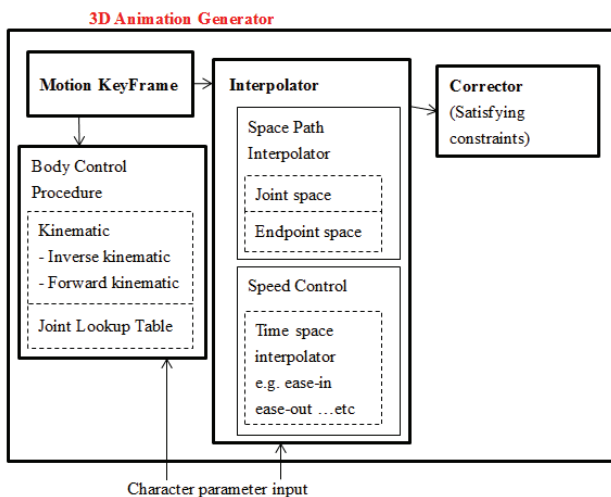 3D Animation Generator
Motion KeyFrame
Body Control
Procedure
Kinematic
- Inverse kinematic
- Forward kinematic
Joint Lookup Table
Interpolator
Space Path
Interpolator
Joint space
Endpoint space
Speed Control
Time space
interpolator
e.g. ease-in
ease-out ...etc
Corrector
(Satisfying
constraints)
Character parameter input